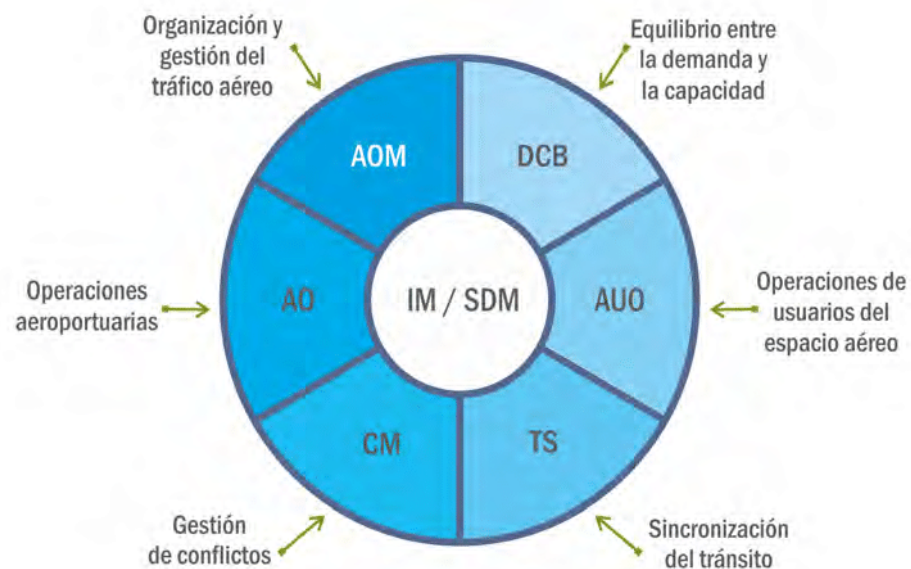 Organización y
gestión del
tráfico aéreo
Equilibrio entre
la demanda y
la capacidad
AOM
DCB
Operaciones
aeroportuarias
AO
IM / SDM
AUO
Operaciones de
usuarios del
espacio aéreo
CM
TS
Gestión
de conflictos
Sincronización
del tránsito